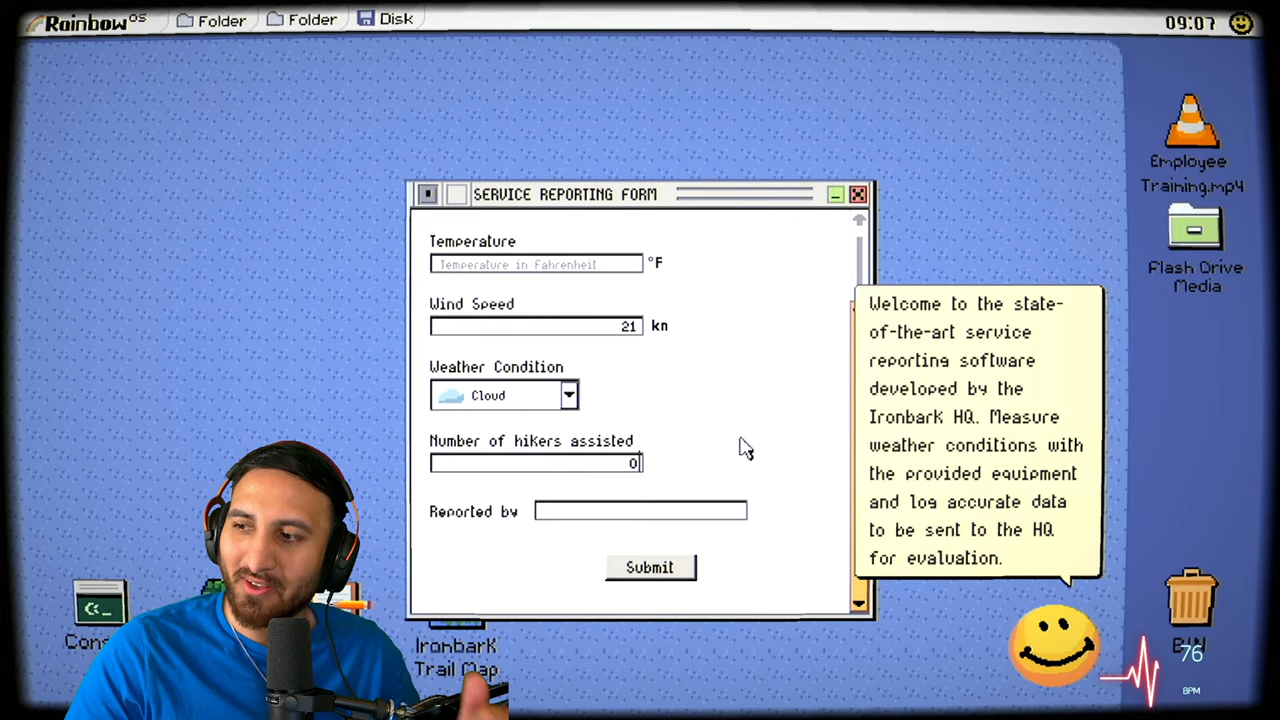 RainbowOS
Folder
Folder
Disk
09:07
SERVICE REPORTING FORM
Temperature
Temperature in Fahrenheit
°F
Wind Speed
21
kn
Weather Condition
Cloud
Number of hikers assisted
0
Reported by
Submit
Welcome to the state-
of-the-art service
reporting software
developed by the
Ironbark HQ. Measure
weather conditions with
the provided equipment
and log accurate data
to be sent to the HQ
for evaluation.
Employee
Training.mp4
Flash Drive
Media
Ironbark
Trail Map
76
BPM